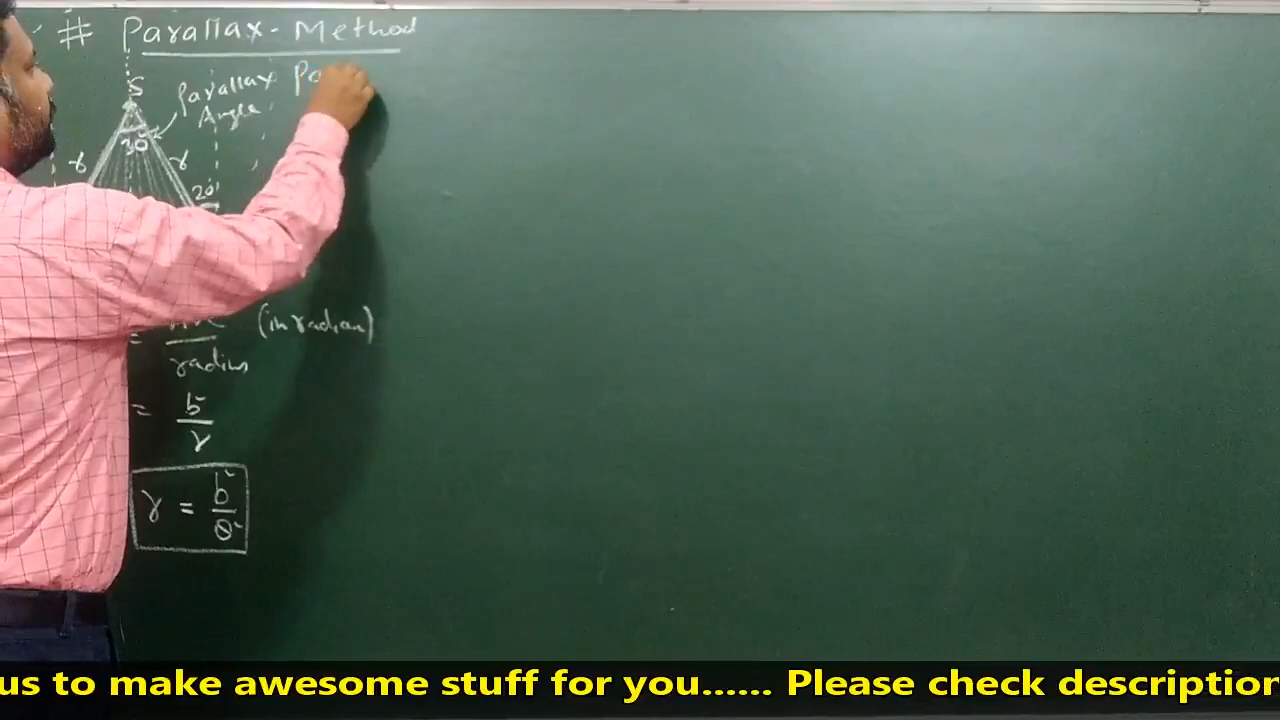 # Parallax-Method
S
Parallax Pa
Angle
30
r r
20'
= (in radian)
radius
= b
r
r = b
θ
us to make awesome stuff for you...... Please check description